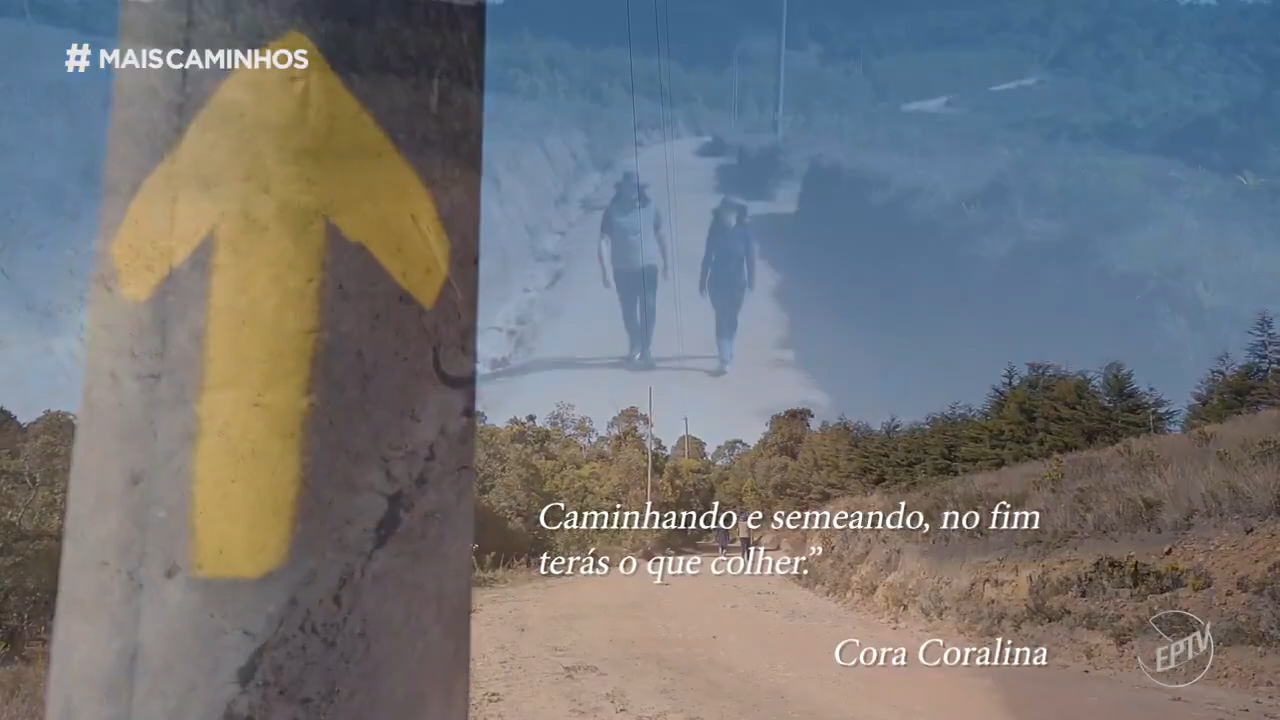 #MAISCAMINHOS
Caminhando e semeando, no fim
terás o que colher.”
Cora Coralina
EPTV